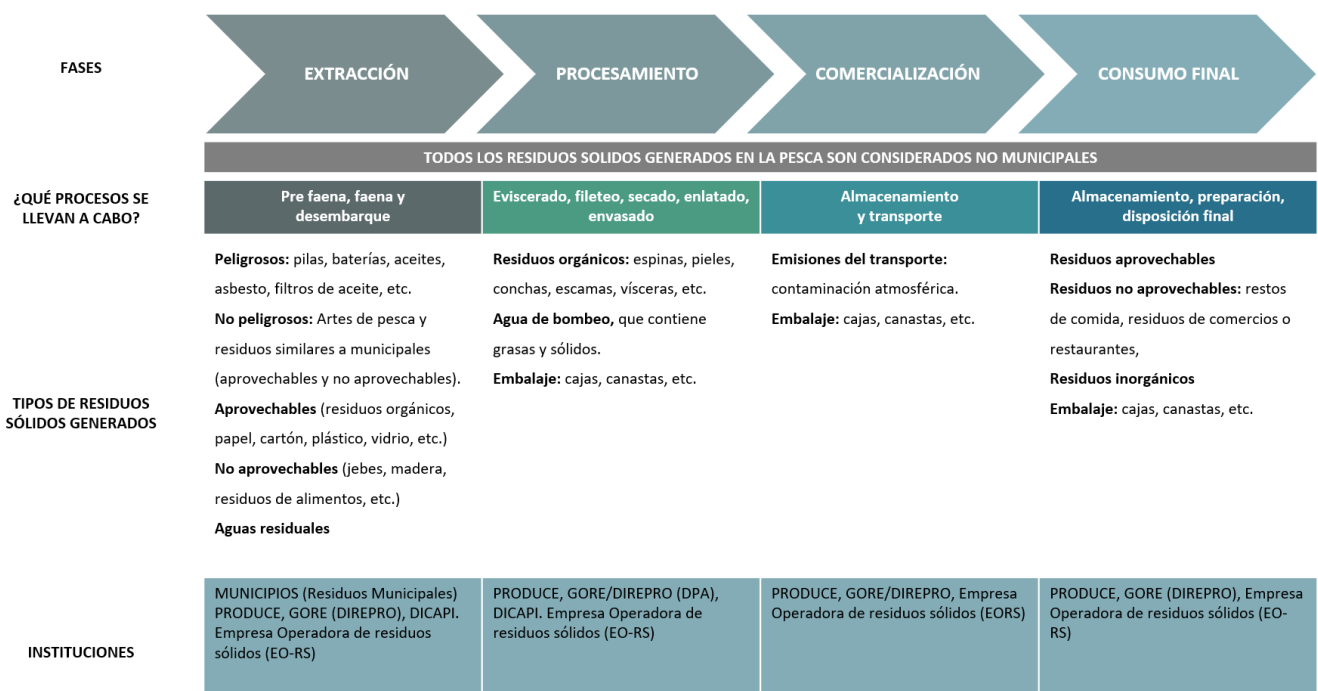 FASES
EXTRACCIÓN
PROCESAMIENTO
COMERCIALIZACIÓN
CONSUMO FINAL
TODOS LOS RESIDUOS SOLIDOS GENERADOS EN LA PESCA SON CONSIDERADOS NO MUNICIPALES
¿QUÉ PROCESOS SE
LLEVAN A CABO?
Pre faena, faena y
desembarque
Eviscerado, fileteo, secado, enlatado,
envasado
Almacenamiento
y transporte
Almacenamiento, preparación,
disposición final
TIPOS DE RESIDUOS
SÓLIDOS GENERADOS
Peligrosos: pilas, baterías, aceites,
asbesto, filtros de aceite, etc.
No peligrosos: Artes de pesca y
residuos similares a municipales
(aprovechables y no aprovechables).
Aprovechables (residuos orgánicos,
papel, cartón, plástico, vidrio, etc.)
No aprovechables (jebes, madera,
residuos de alimentos, etc.)
Aguas residuales
Residuos orgánicos: espinas, pieles,
conchas, escamas, vísceras, etc.
Agua de bombeo, que contiene
grasas y sólidos.
Embalaje: cajas, canastas, etc.
Emisiones del transporte:
contaminación atmosférica.
Embalaje: cajas, canastas, etc.
Residuos aprovechables
Residuos no aprovechables: restos
de comida, residuos de comercios o
restaurantes,
Residuos inorgánicos
Embalaje: cajas, canastas, etc.
INSTITUCIONES
MUNICIPIOS (Residuos Municipales)
PRODUCE, GORE (DIREPRO), DICAPI.
Empresa Operadora de residuos
sólidos (EO-RS)
PRODUCE, GORE/DIREPRO (DPA),
DICAPI. Empresa Operadora de
residuos sólidos (EO-RS)
PRODUCE, GORE/DIREPRO, Empresa
Operadora de residuos sólidos (EORS)
PRODUCE, GORE (DIREPRO), Empresa
Operadora de residuos sólidos (EO-
RS)